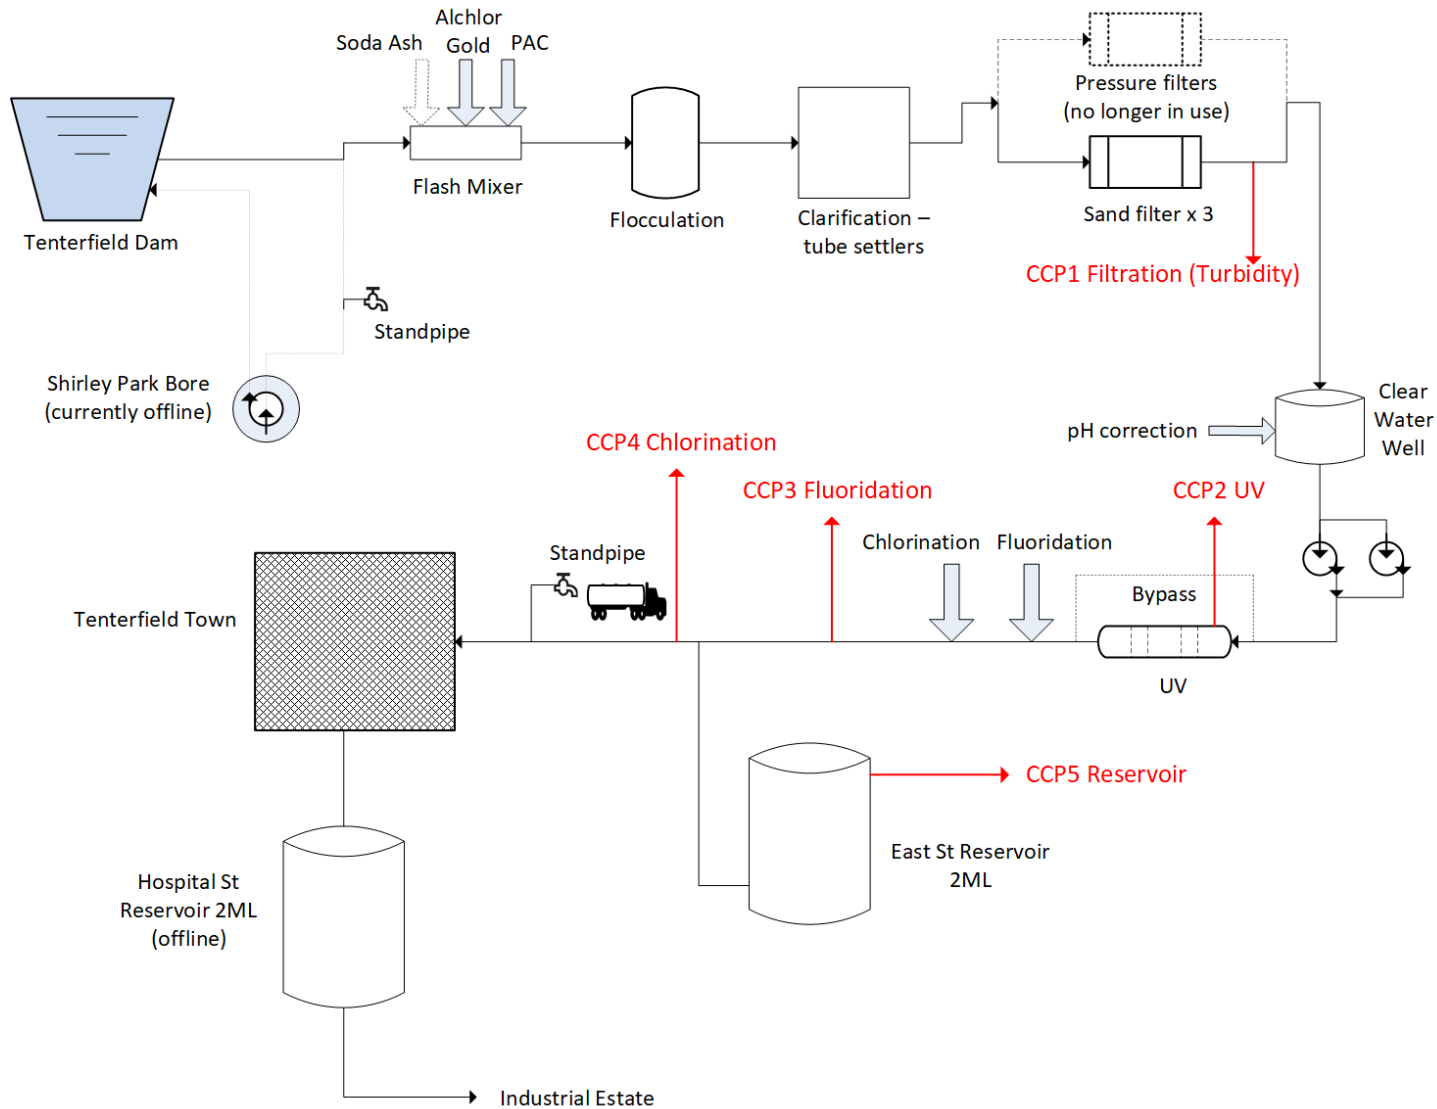 Alchlor
Gold
Soda Ash
PAC
Pressure filters
(no longer in use)
Flash Mixer
Flocculation
Clarification –
tube settlers
Sand filter x 3
Tenterfield Dam
CCP1 Filtration (Turbidity)
Standpipe
Shirley Park Bore
(currently offline)
Clear
Water
Well
pH correction
CCP4 Chlorination
CCP3 Fluoridation
CCP2 UV
Standpipe
Chlorination
Fluoridation
Bypass
Tenterfield Town
UV
CCP5 Reservoir
East St Reservoir
2ML
Hospital St
Reservoir 2ML
(offline)
Industrial Estate